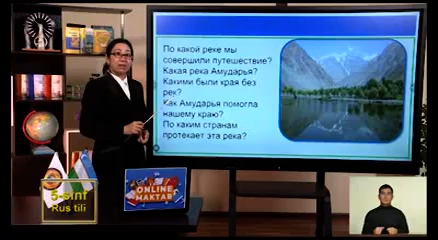 По какой реке мы
совершили путешествие?
Какая река Амударья?
Какими были края без
рек?
Как Амударья помогла
нашему краю?
По каким странам
протекает эта река?
ONLINE
MAKTAB
5-sinf
Rus tili